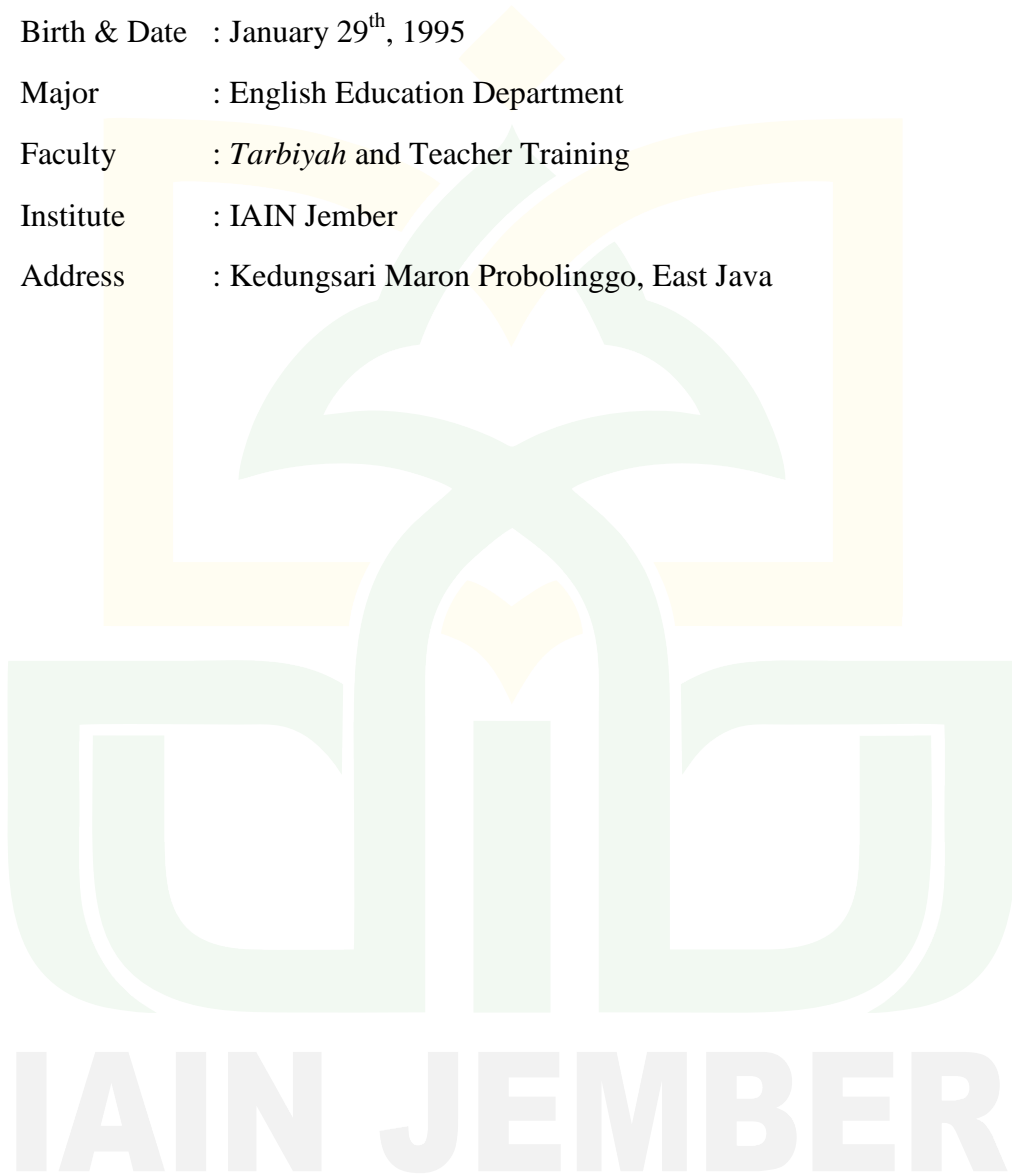 Birth & Date : January 29th, 1995
Major : English Education Department
Faculty : Tarbiyah and Teacher Training
Institute : IAIN Jember
Address : Kedungsari Maron Probolinggo, East Java
IAIN JEMBER